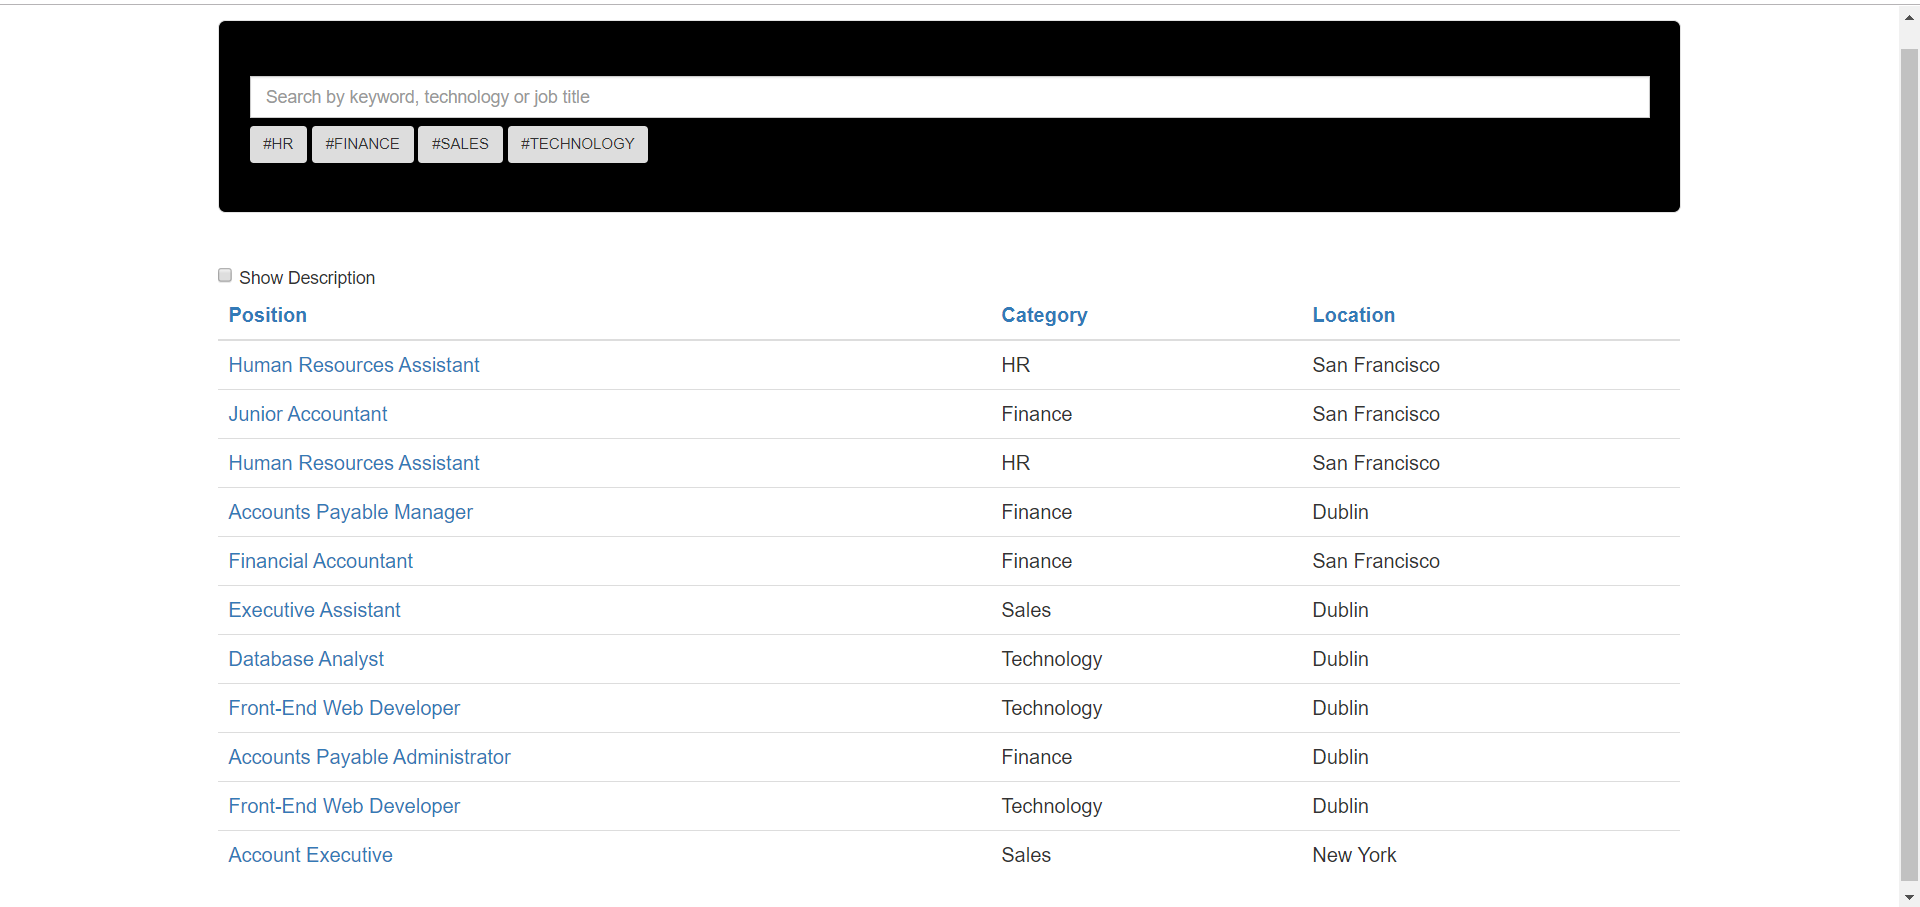 Search by keyword, technology or job title
#HR #FINANCE #SALES #TECHNOLOGY
Show Description
Position Category Location
Human Resources Assistant HR San Francisco
Junior Accountant Finance San Francisco
Human Resources Assistant HR San Francisco
Accounts Payable Manager Finance Dublin
Financial Accountant Finance San Francisco
Executive Assistant Sales Dublin
Database Analyst Technology Dublin
Front-End Web Developer Technology Dublin
Accounts Payable Administrator Finance Dublin
Front-End Web Developer Technology Dublin
Account Executive Sales New York